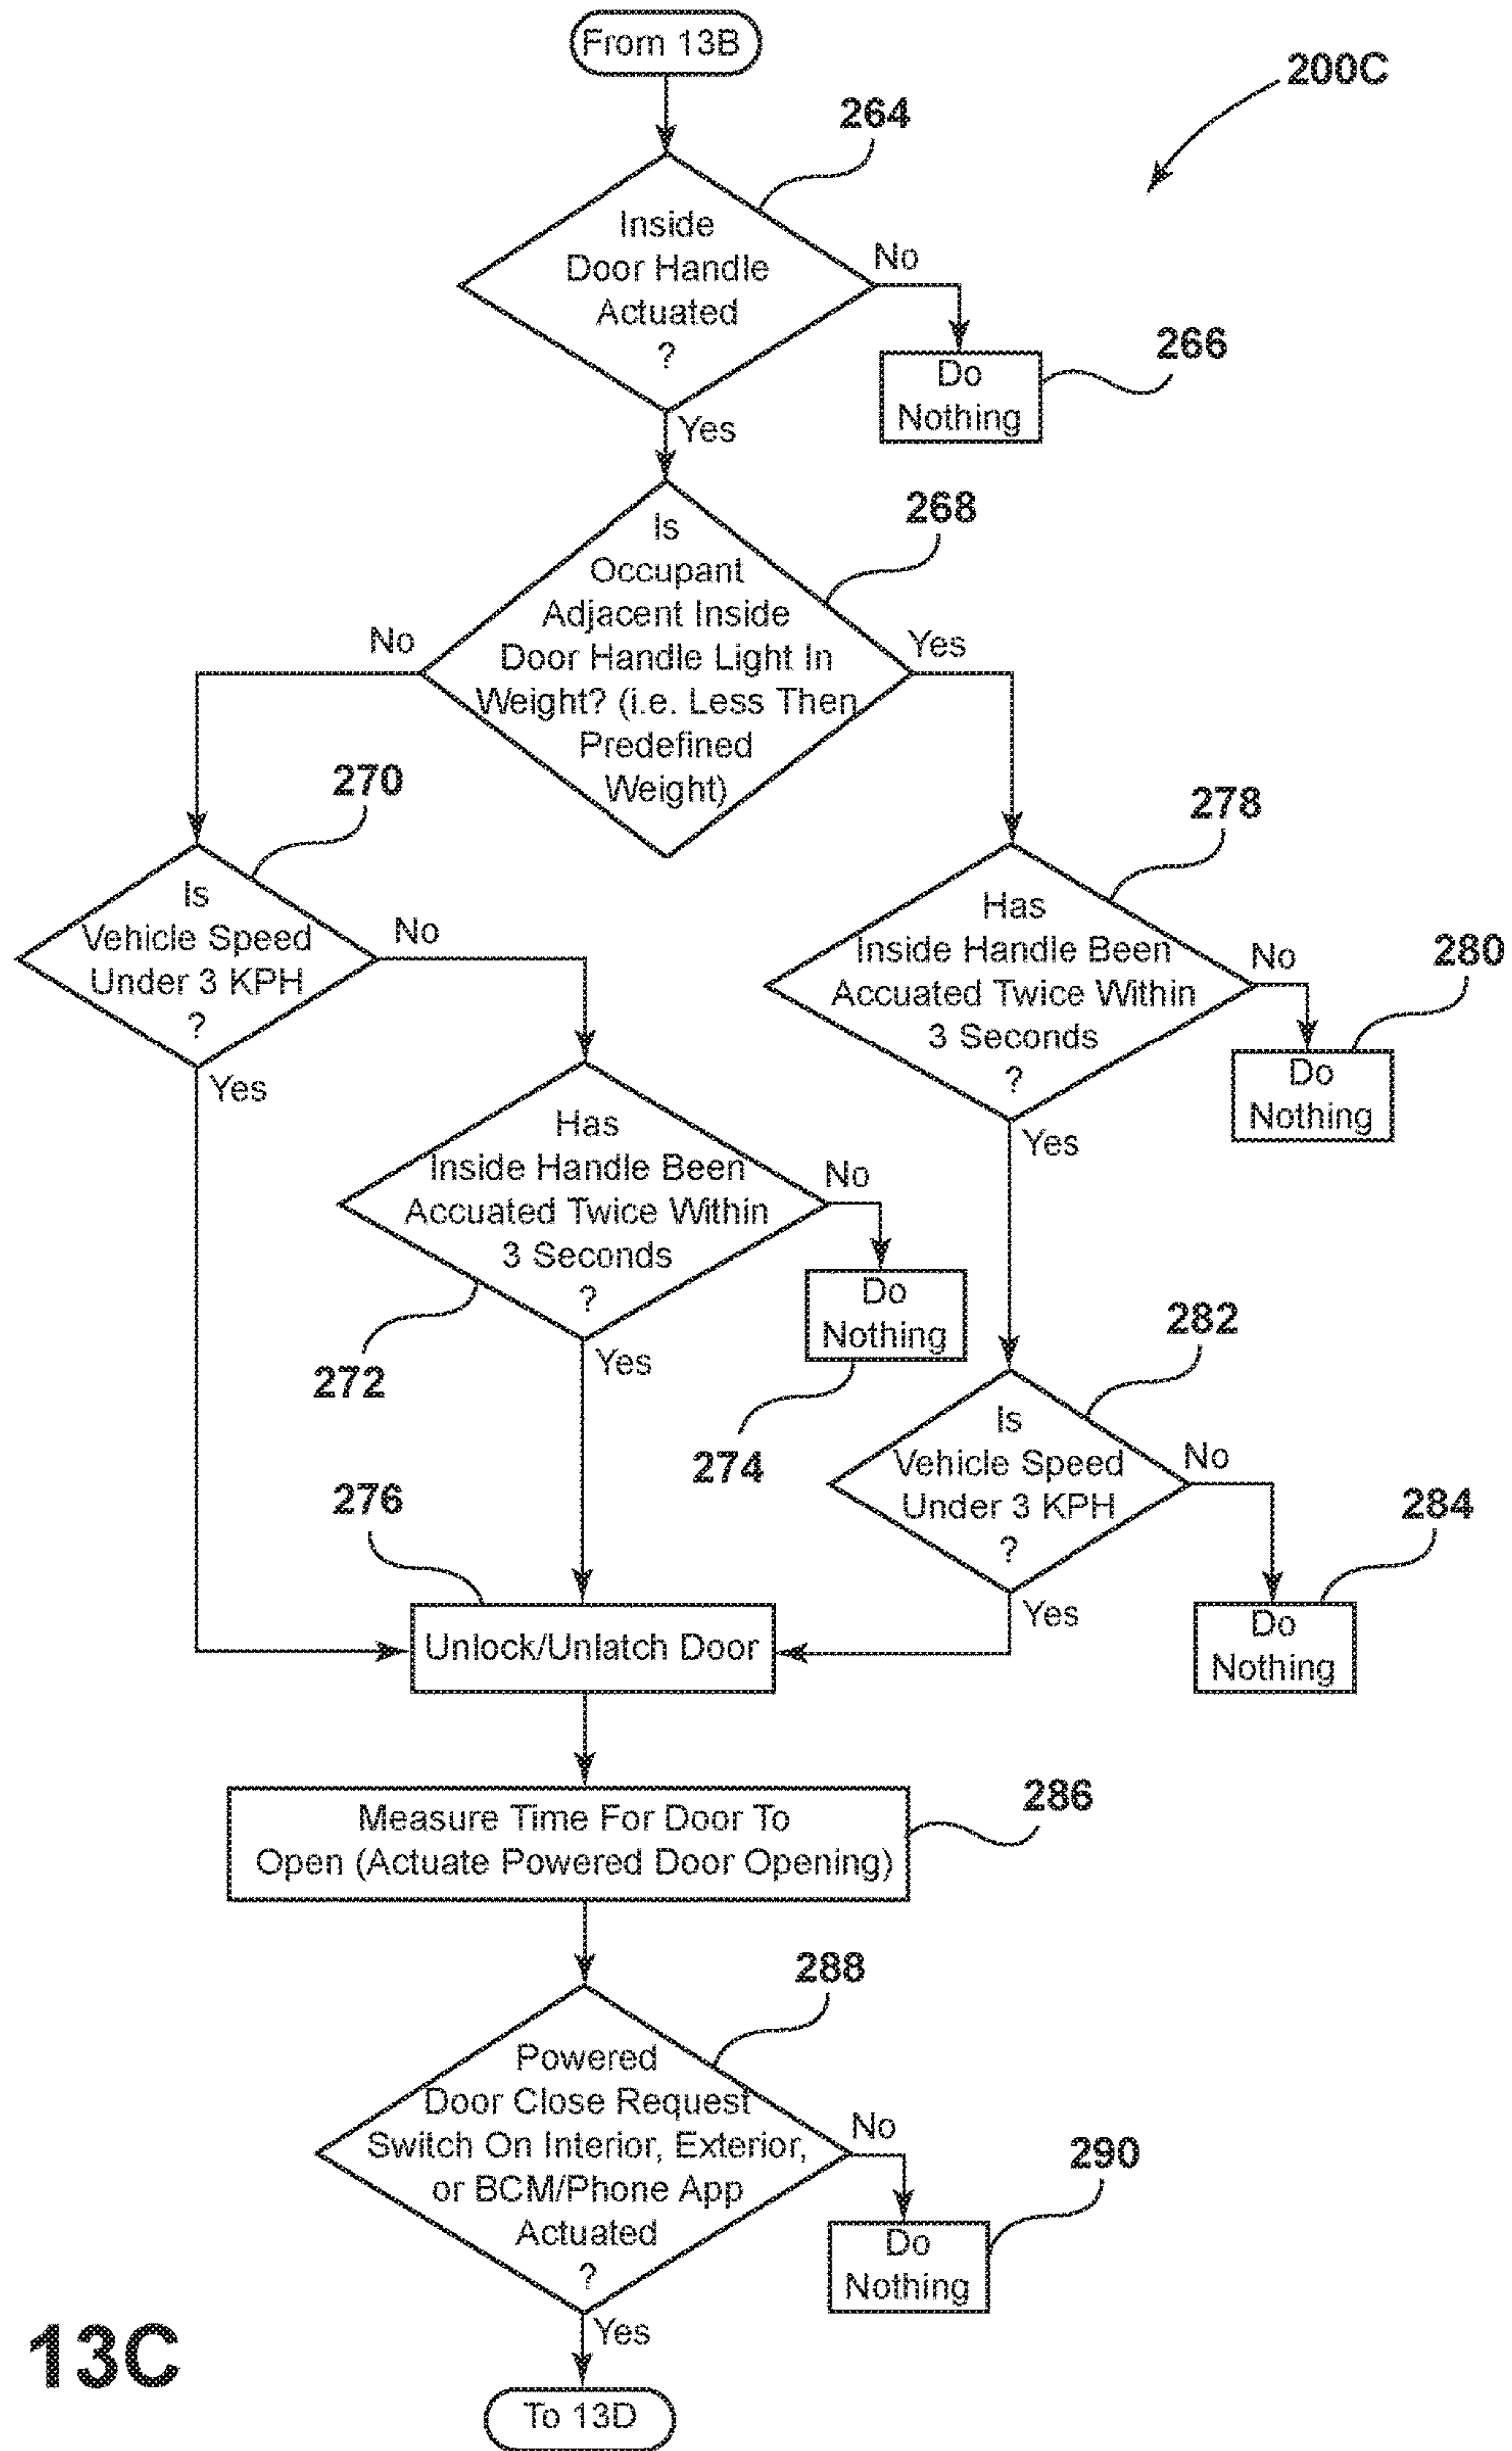 From 13B
200C
264
Inside
Door Handle
Actuated
?
No
266
Do
Nothing
Yes
268
Is
Occupant
Adjacent Inside
Door Handle Light In
Weight? (i.e. Less Then
Predefined
Weight)
No
Yes
270
Is
Vehicle Speed
Under 3 KPH
?
No
Yes
278
Has
Inside Handle Been
Accuated Twice Within
3 Seconds
?
No
280
Do
Nothing
Yes
Has
Inside Handle Been
Accuated Twice Within
3 Seconds
?
No
272
Yes
Do
Nothing
274
282
Is
Vehicle Speed
Under 3 KPH
?
No
284
Do
Nothing
Yes
276
Unlock/Unlatch Door
286
Measure Time For Door To
Open (Actuate Powered Door Opening)
288
Powered
Door Close Request
Switch On Interior, Exterior,
or BCM/Phone App
Actuated
?
No
290
Do
Nothing
Yes
To 13D
13C